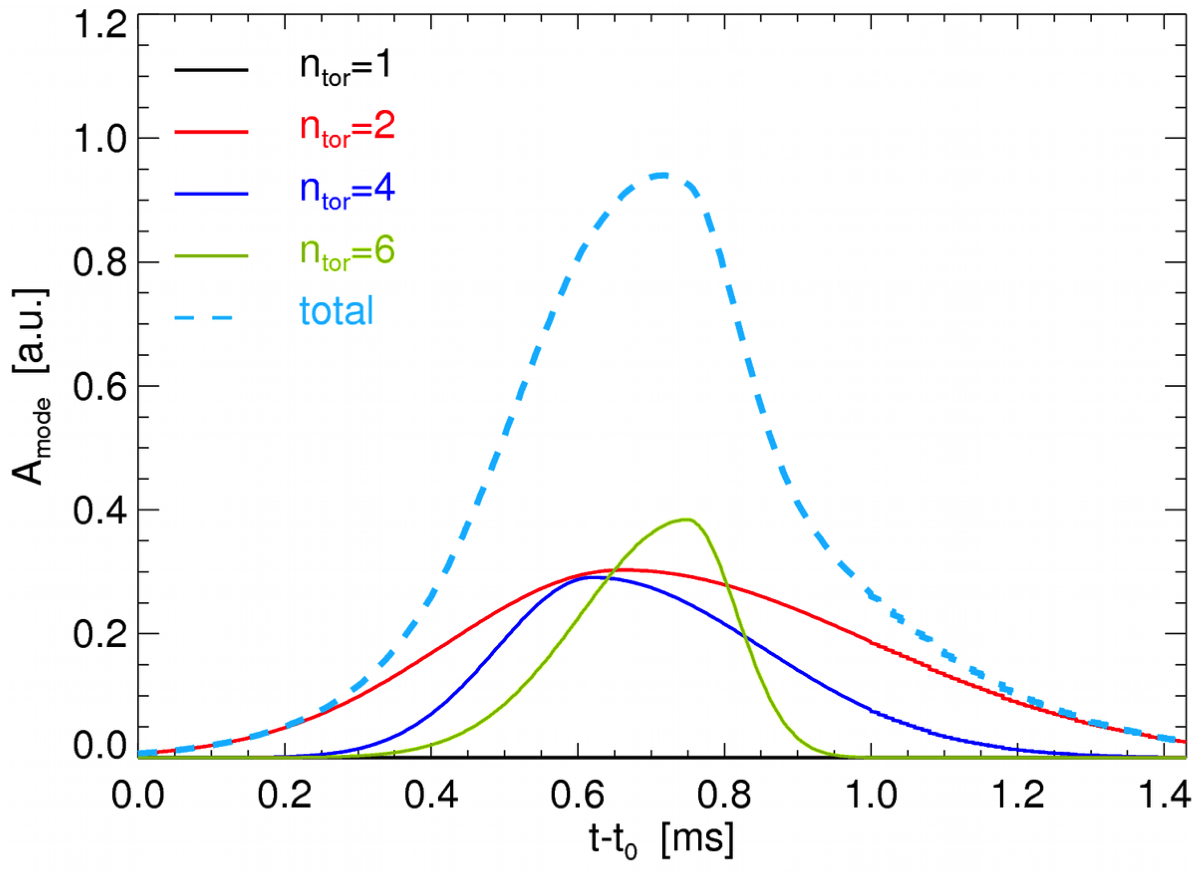 1.2
1.0
0.8
0.6
0.4
0.2
0.0
A_mode [a.u.]
n_tor=1
n_tor=2
n_tor=4
n_tor=6
total
0.0 0.2 0.4 0.6 0.8 1.0 1.2 1.4
t-t_0 [ms]